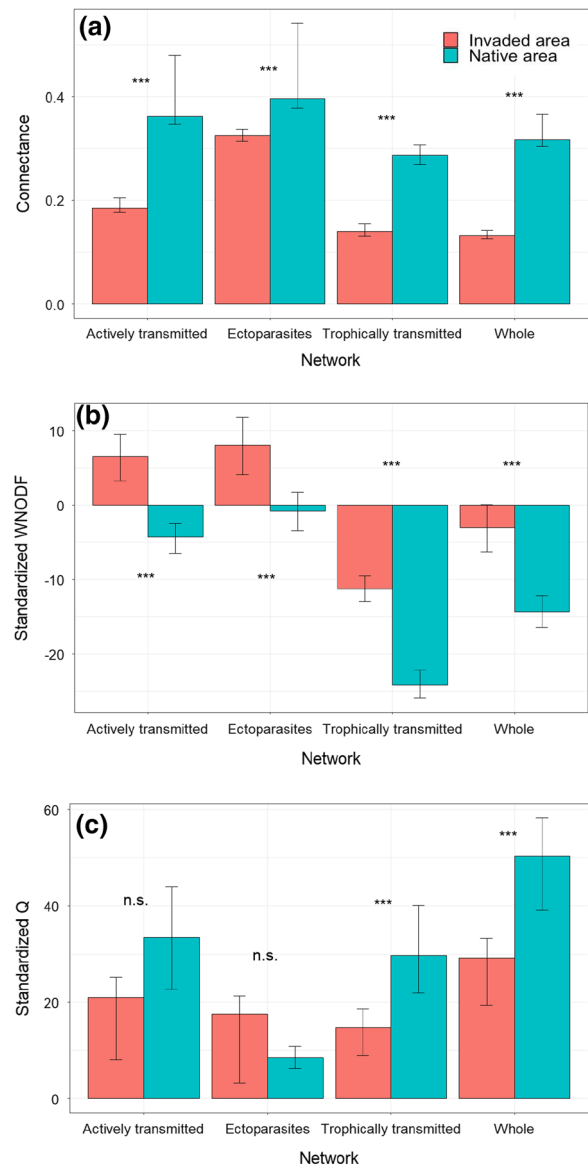 (a)
Invaded area
Native area
***
***
***
***
0.4
0.2
0.0
Connectance
Actively transmitted
Ectoparasites
Trophically transmitted
Whole
Network
(b)
10
0
-10
-20
Standardized WNODF
***
***
***
***
Actively transmitted
Ectoparasites
Trophically transmitted
Whole
Network
(c)
60
40
20
0
Standardized Q
***
***
n.s.
n.s.
Actively transmitted
Ectoparasites
Trophically transmitted
Whole
Network